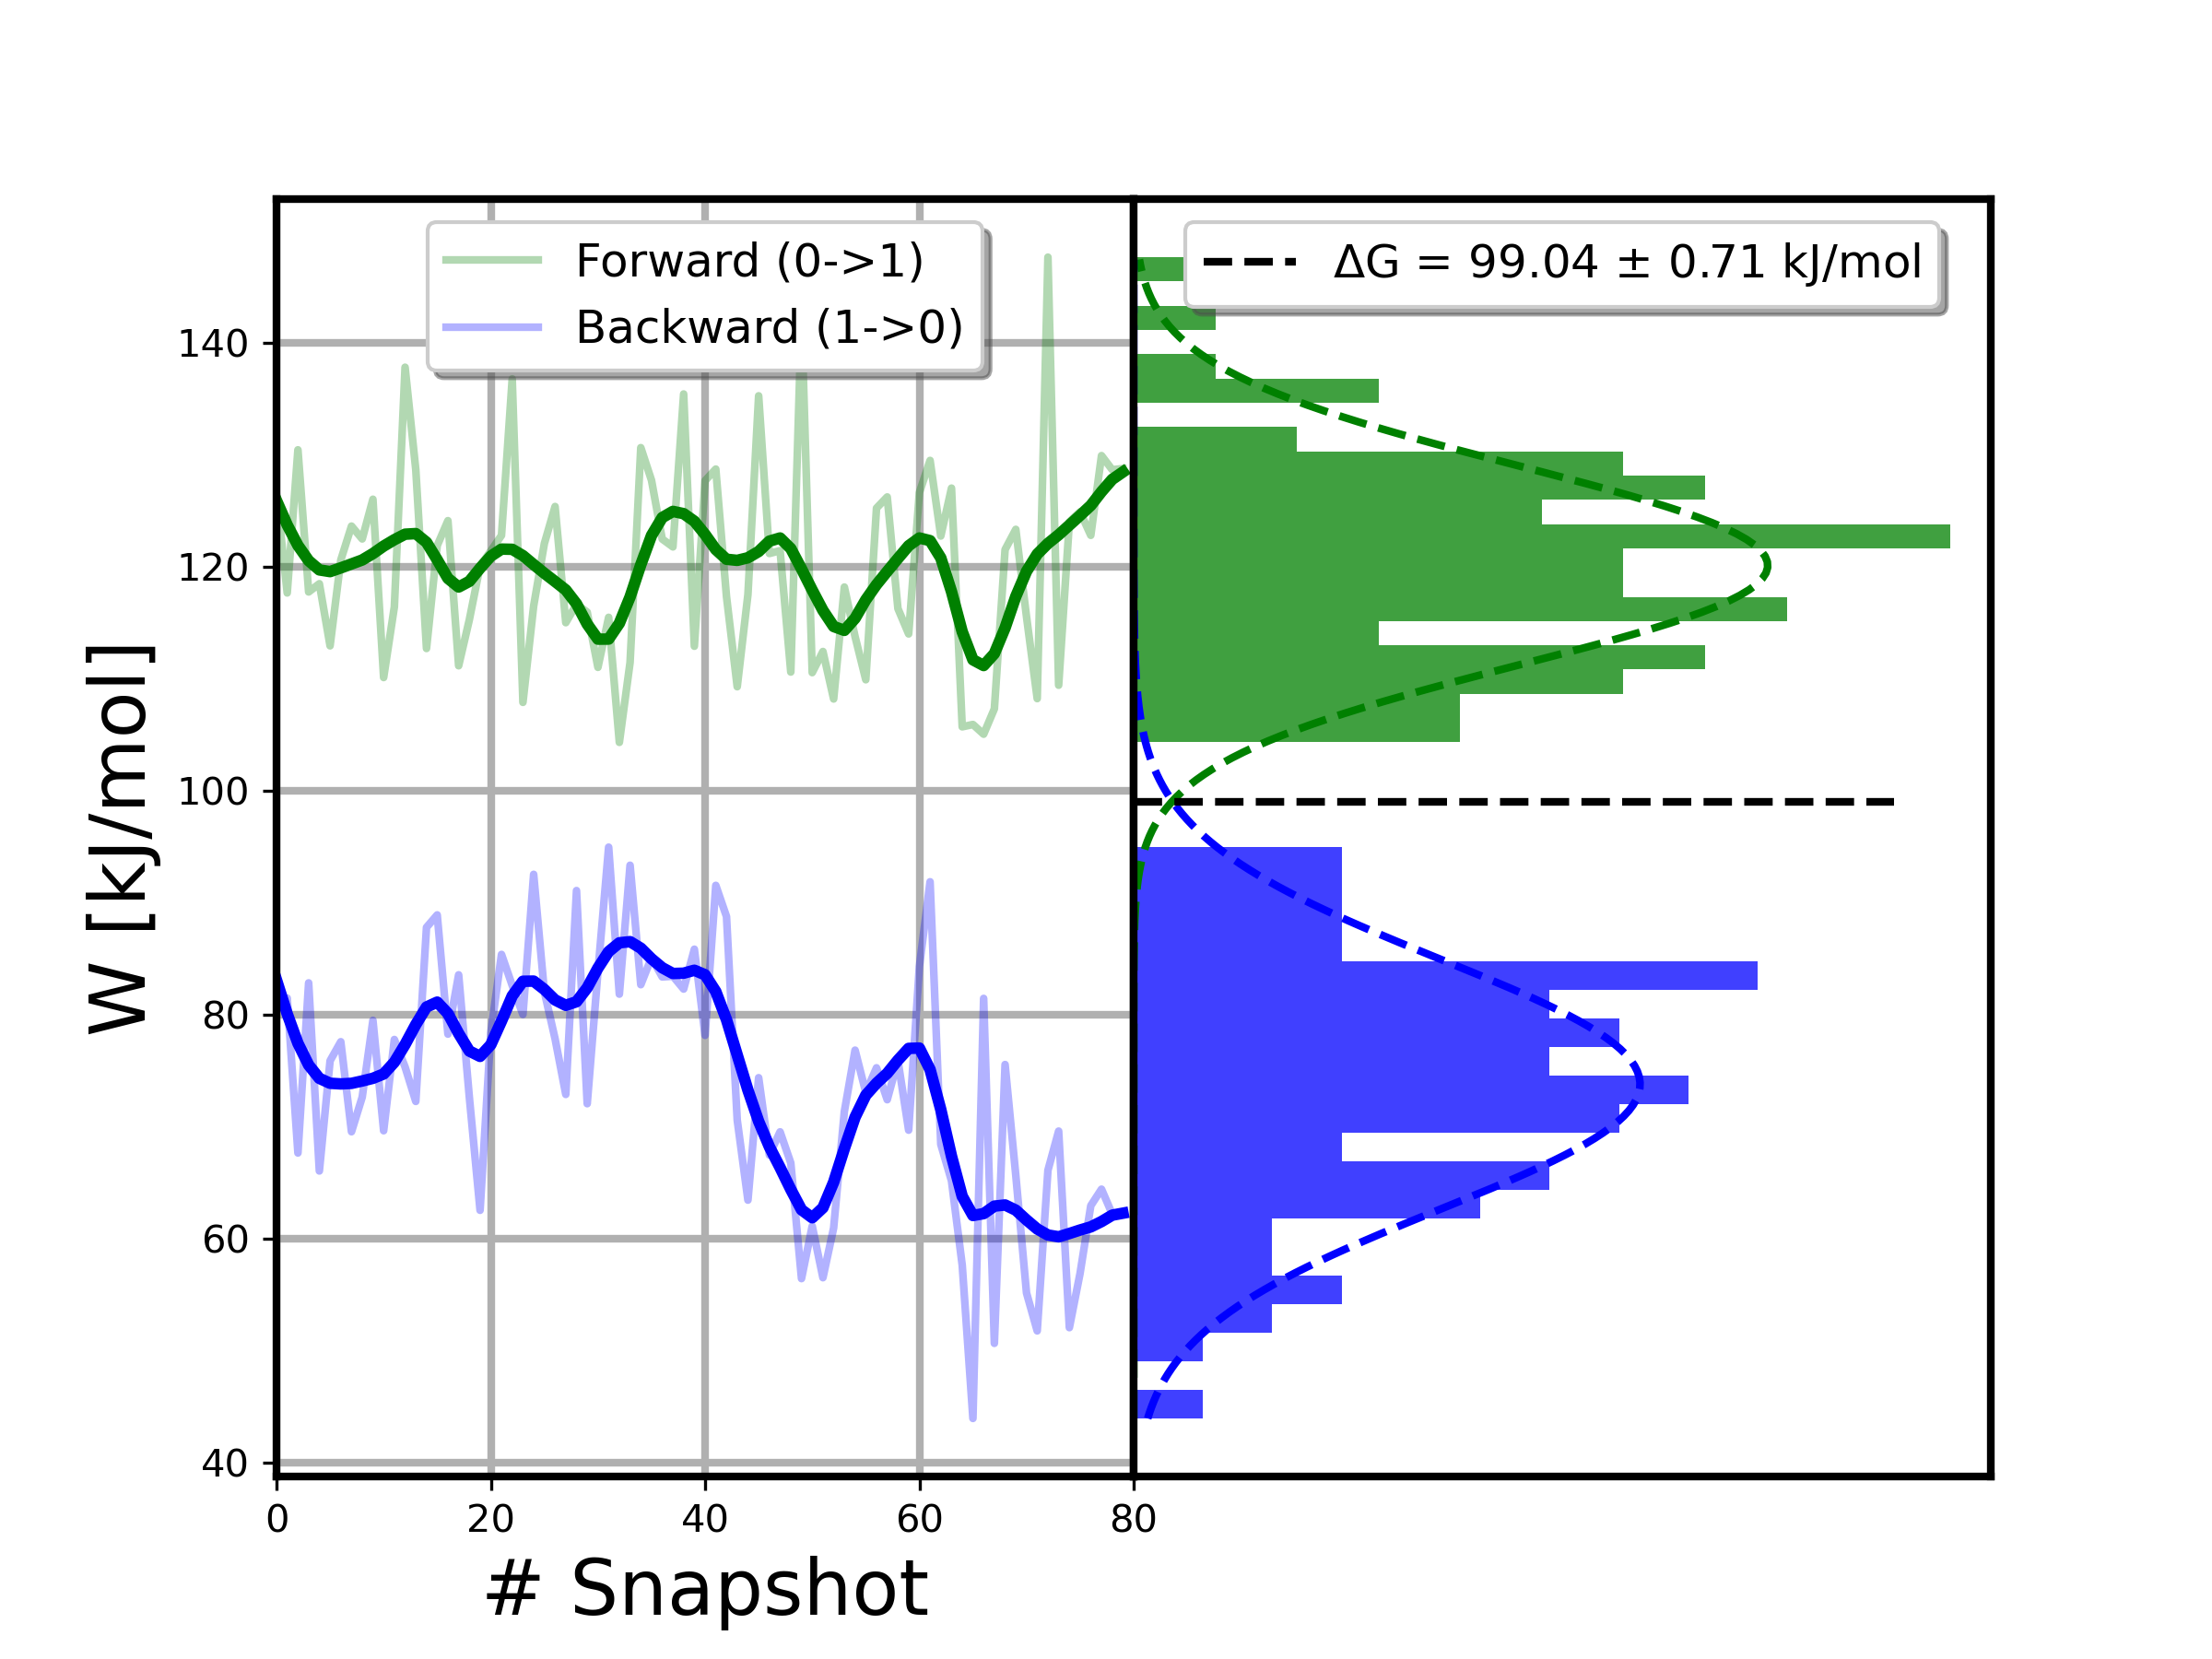 Forward (0->1)
Backward (1->0)
ΔG = 99.04 ± 0.71 kJ/mol
W [kJ/mol]
140
120
100
80
60
40
0
20
40
60
80
# Snapshot